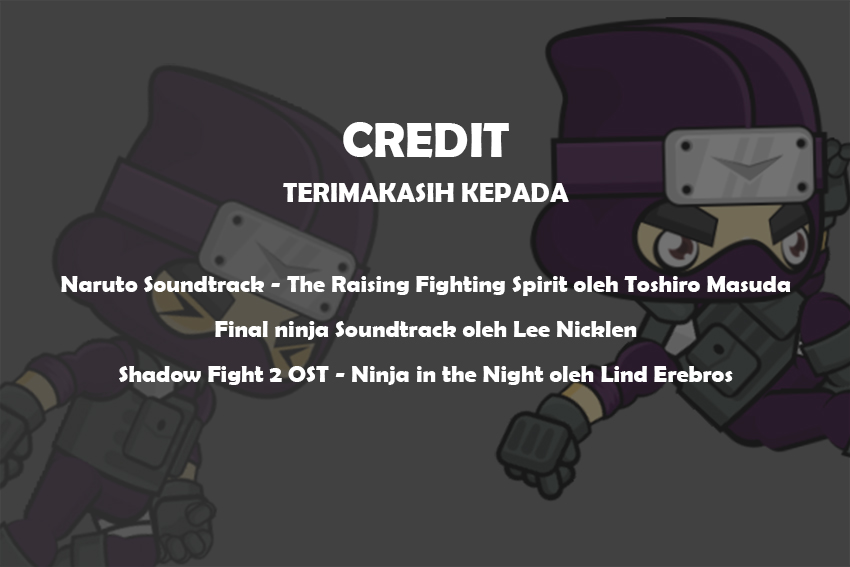 CREDIT
TERIMAKASIH KEPADA
Naruto Soundtrack - The Raising Fighting Spirit oleh Toshiro Masuda
Final ninja Soundtrack oleh Lee Nicklen
Shadow Fight 2 OST - Ninja in the Night oleh Lind Erebros